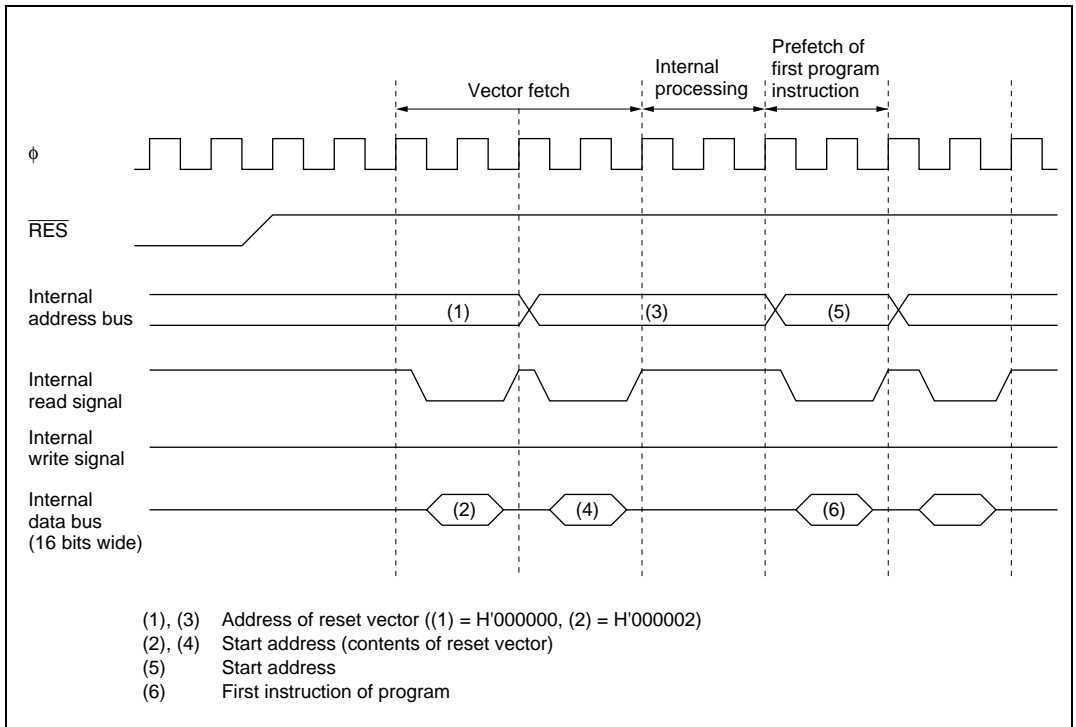 Prefetch of
first program
instruction
Internal
processing
Vector fetch
φ
RES
Internal
address bus
(1)
(3)
(5)
Internal
read signal
Internal
write signal
Internal
data bus
(16 bits wide)
(2)
(4)
(6)
(1), (3) Address of reset vector ((1) = H'000000, (2) = H'000002)
(2), (4) Start address (contents of reset vector)
(5) Start address
(6) First instruction of program